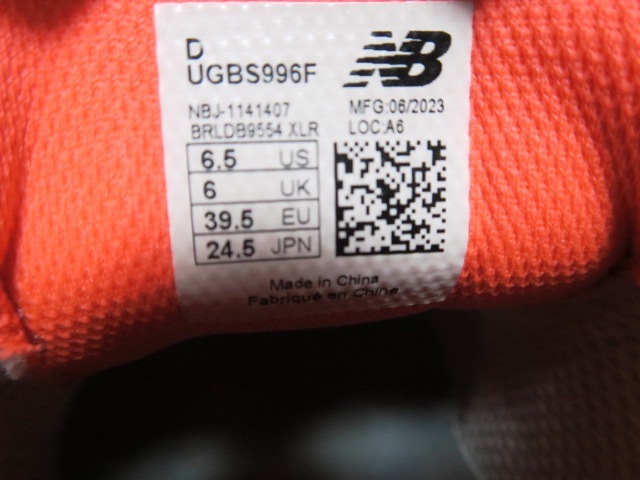 D
UGBS996F
NB
NBJ-1141407
BRLDB9554 XLR
MFG:06/2023
LOC:A6
6.5 US
6 UK
39.5 EU
24.5 JPN
Made in China
Fabriqué en Chine